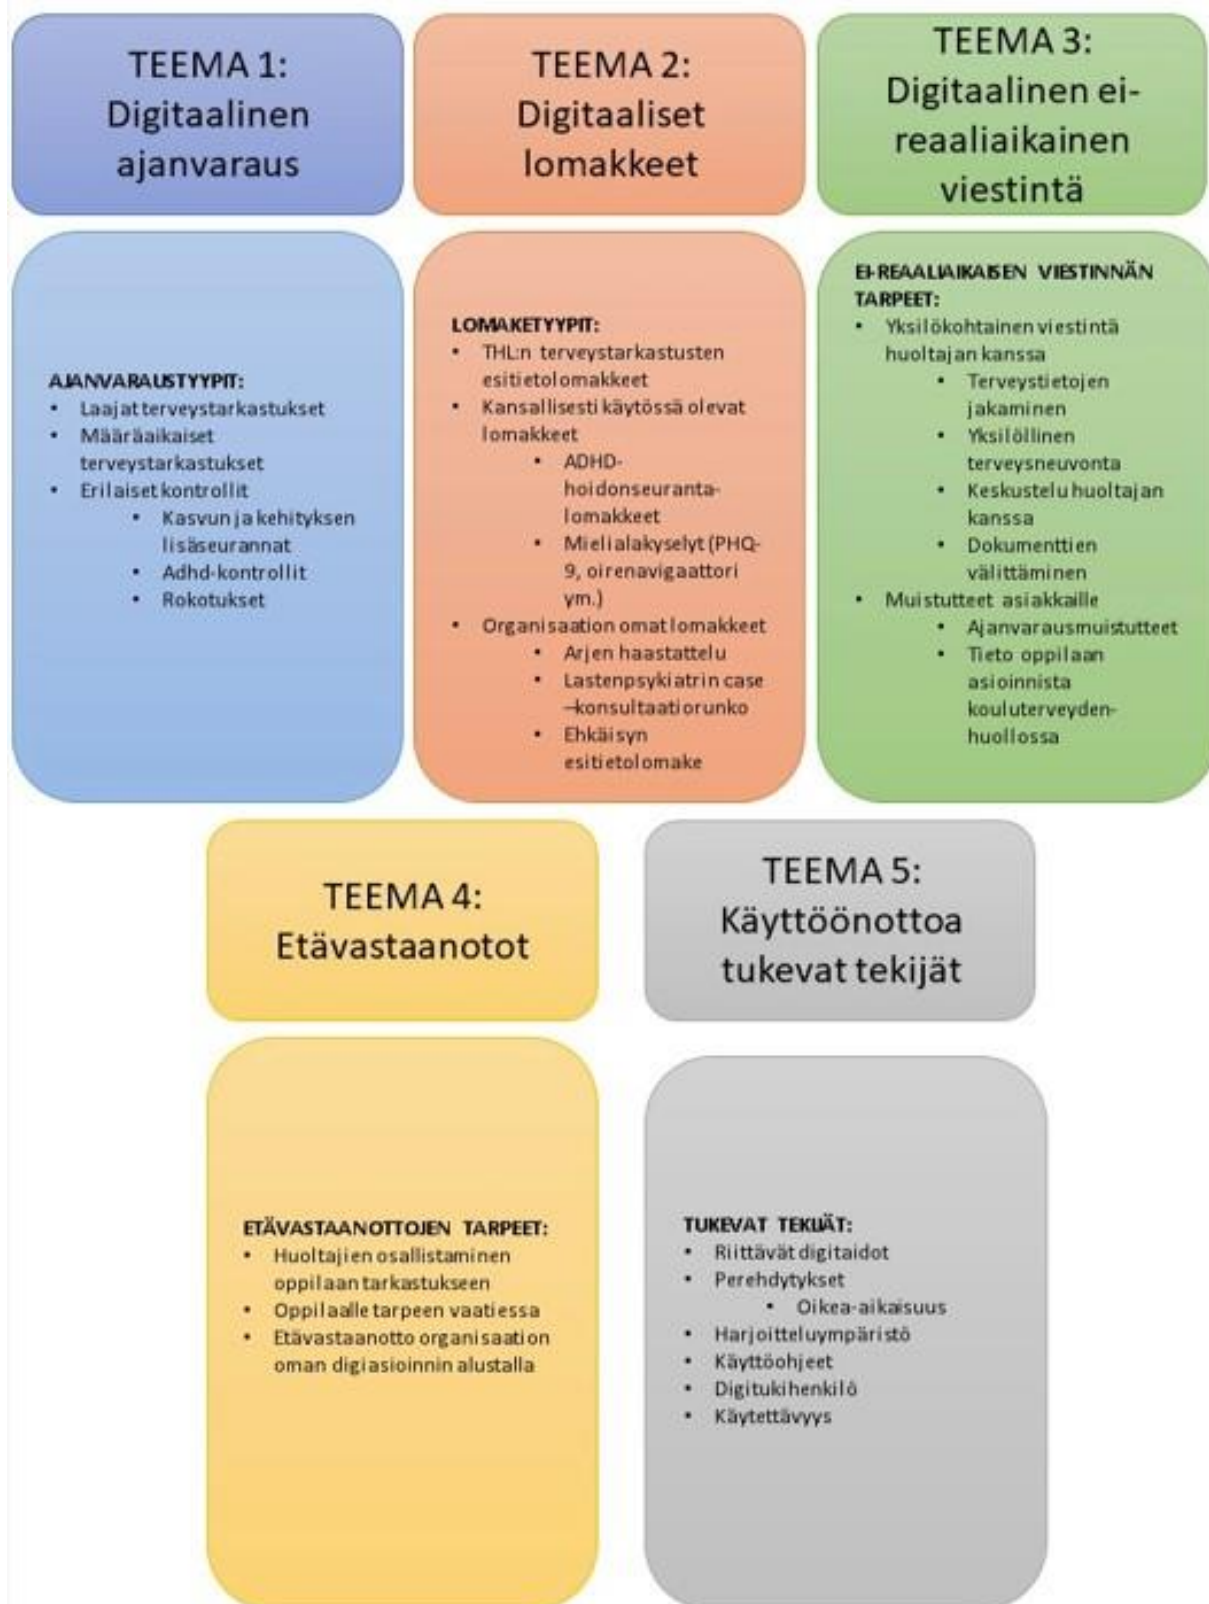 TEEMA 1:
Digitaalinen
ajanvaraus
TEEMA 2:
Digitaaliset
lomakkeet
TEEMA 3:
Digitaalinen ei-
reaaliaikainen
viestintä
AJANVARAUSTYYPIT:
• Laajat terveystarkastukset
• Määräaikaiset
terveystarkastukset
• Erilaiset kontrollit
• Kasvun ja kehityksen
lisäseurannat
• Adhd-kontrollit
• Rokotukset
LOMAKETYYPIT:
• THL:n terveystarkastusten
esitietolomakkeet
• Kansallisesti käytössä olevat
lomakkeet
• ADHD-
hoidonseuranta-
lomakkeet
• Mielialakyselyt (PHQ-
9, oirenavigaattori
ym.)
• Organisaation omat lomakkeet
• Arjen haastattelu
• Lastenpsykiatrin case
–konsultaatiorunko
• Ehkäisyn
esitietolomake
EI-REAALIAIKAISEN VIESTINNÄN
TARPEET:
• Yksilökohtainen viestintä
huoltajan kanssa
• Terveystietojen
jakaminen
• Yksilöllinen
terveysneuvonta
• Keskustelu huoltajan
kanssa
• Dokumenttien
välittäminen
• Muistutteet asiakkaille
• Ajanvarausmuistutteet
• Tieto oppilaan
asioinnista
kouluterveyden-
huollossa
TEEMA 4:
Etävastaanotot
TEEMA 5:
Käyttöönottoa
tukevat tekijät
ETÄVASTAANOTTOJEN TARPEET:
• Huoltajien osallistaminen
oppilaan tarkastukseen
• Oppilaalle tarpeen vaatiessa
• Etävastaanotto organisaation
oman digiasioinnin alustalla
TUKEVAT TEKIJÄT:
• Riittävät digitaidot
• Perehdytykset
• Oikea-aikaisuus
• Harjoitteluympäristö
• Käyttöohjeet
• Digitukihenkilö
• Käytettävyys